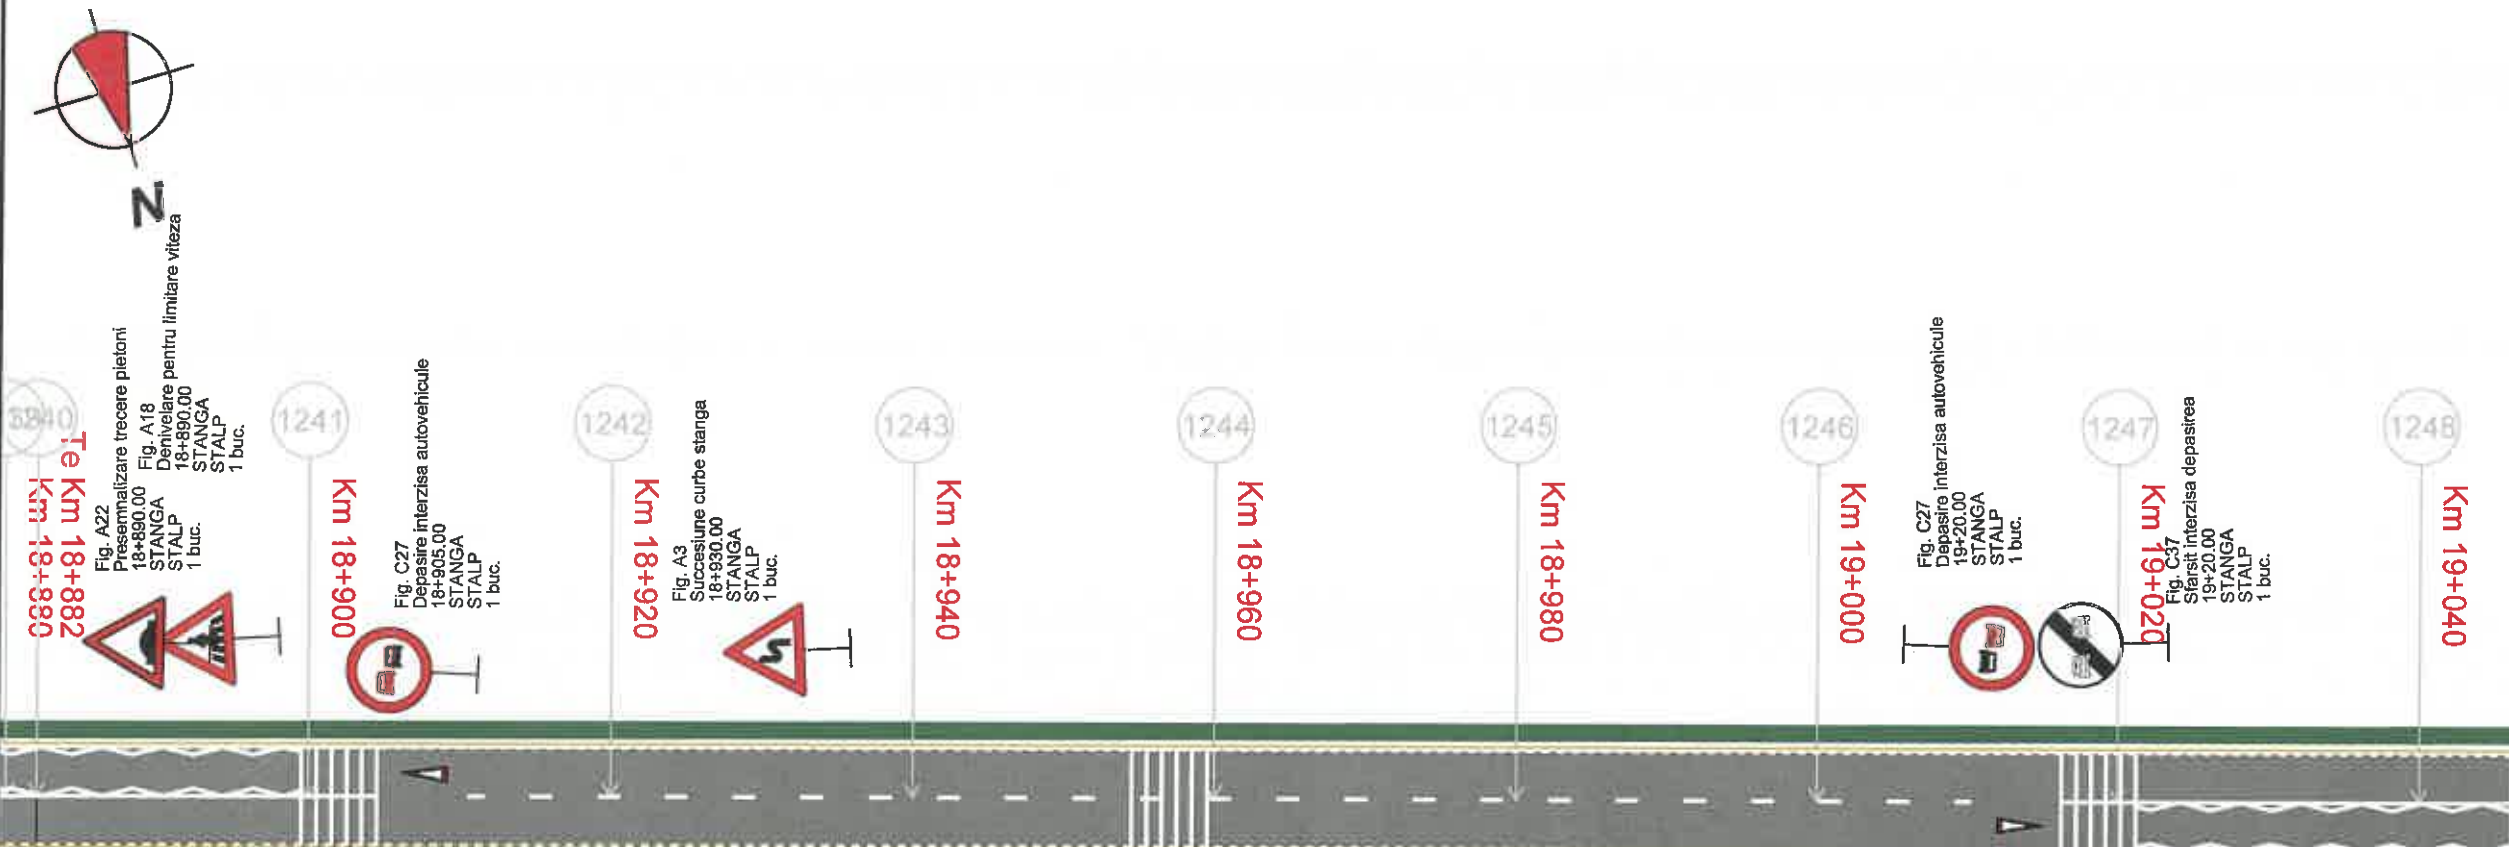 N
1240
1241
1242
1243
1244
1245
1246
1247
1248
Te Km 18+882
Km 18+880
Km 18+900
Km 18+920
Km 18+940
Km 18+960
Km 18+980
Km 19+000
Km 19+020
Km 19+040
Fig. A22
Presemnalizare trecere pietoni
18+890.00
STANGA
STALP
1 buc.
Fig. A18
Denivelare pentru limitare viteza
18+890.00
STANGA
STALP
1 buc.
Fig. C27
Depasire interzisa autovehicule
18+905.00
STANGA
STALP
1 buc.
Fig. A3
Succesiune curbe stanga
18+930.00
STANGA
STALP
1 buc.
Fig. C27
Depasire interzisa autovehicule
19+20.00
STANGA
STALP
1 buc.
Fig. C37
Sfarsit interzisa depasirea
19+20.00
STANGA
STALP
1 buc.